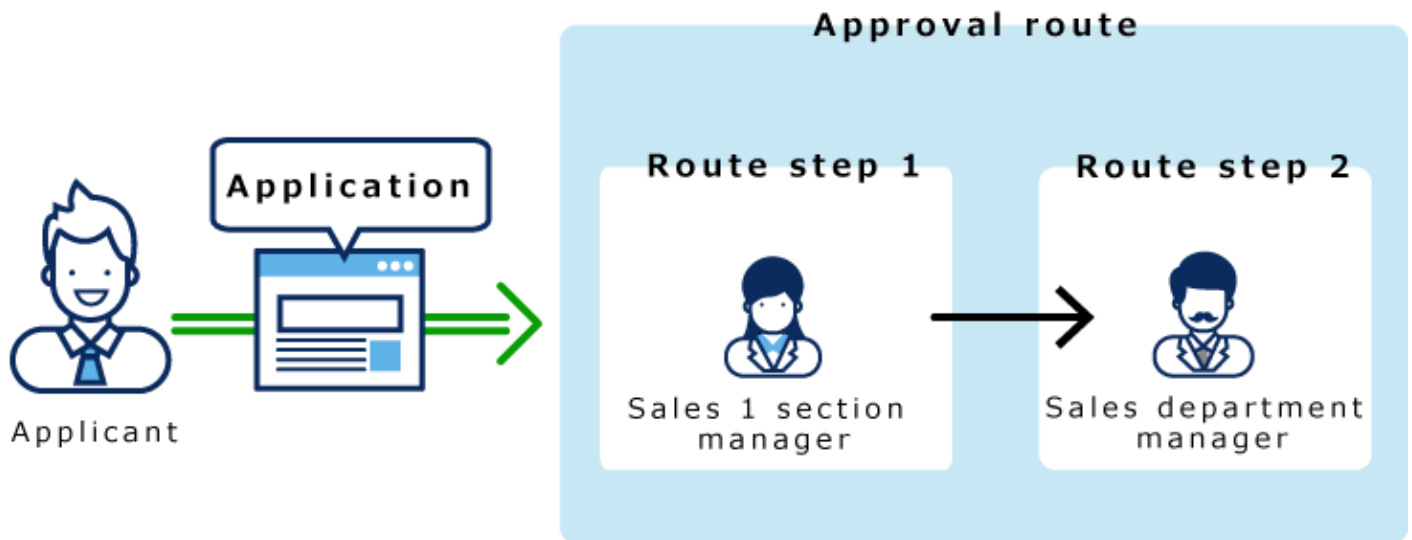 Approval route
Application
Applicant
Route step 1
Sales 1 section
manager
Route step 2
Sales department
manager